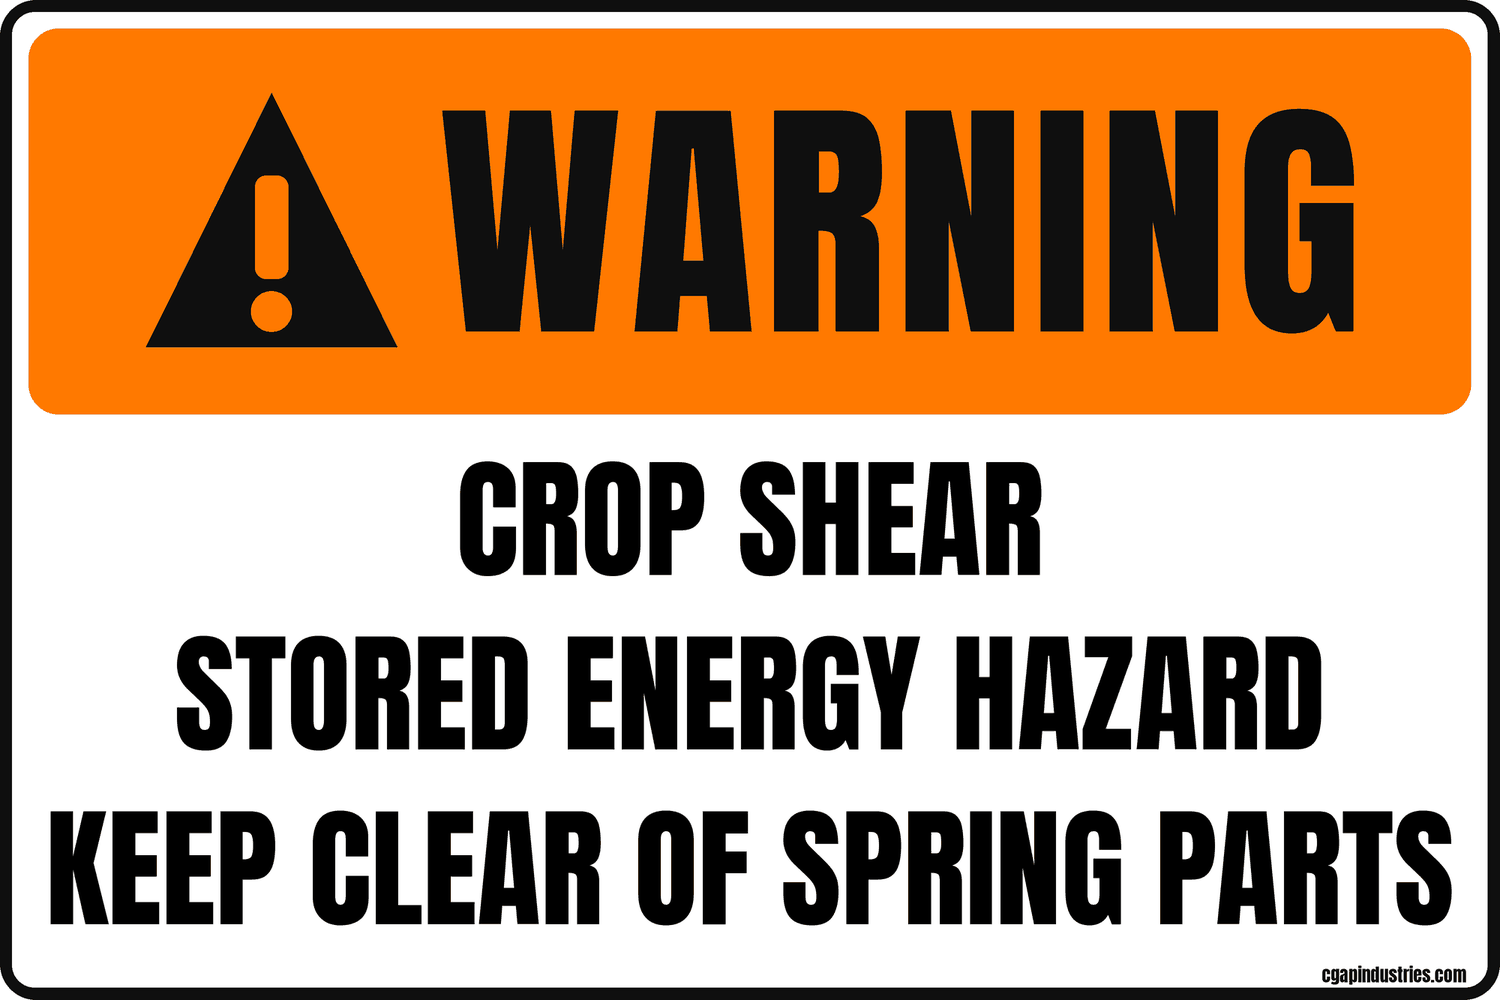 WARNING
CROP SHEAR
STORED ENERGY HAZARD
KEEP CLEAR OF SPRING PARTS
cgapindustries.com